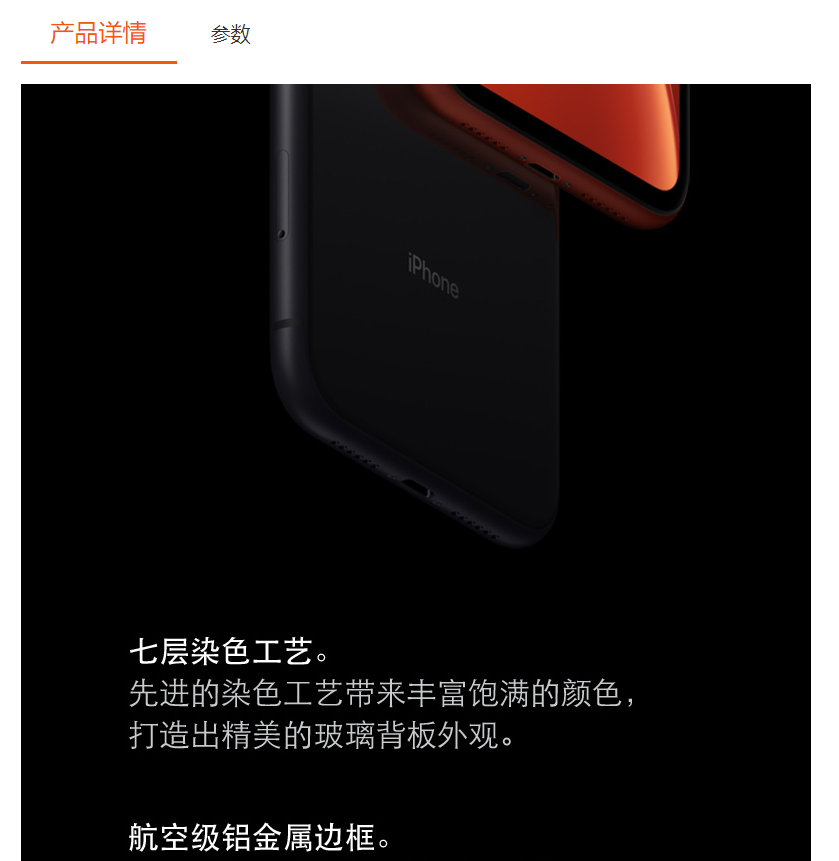 产品详情
参数
iPhone
七层染色工艺。
先进的染色工艺带来丰富饱满的颜色，
打造出精美的玻璃背板外观。
航空级铝金属边框。